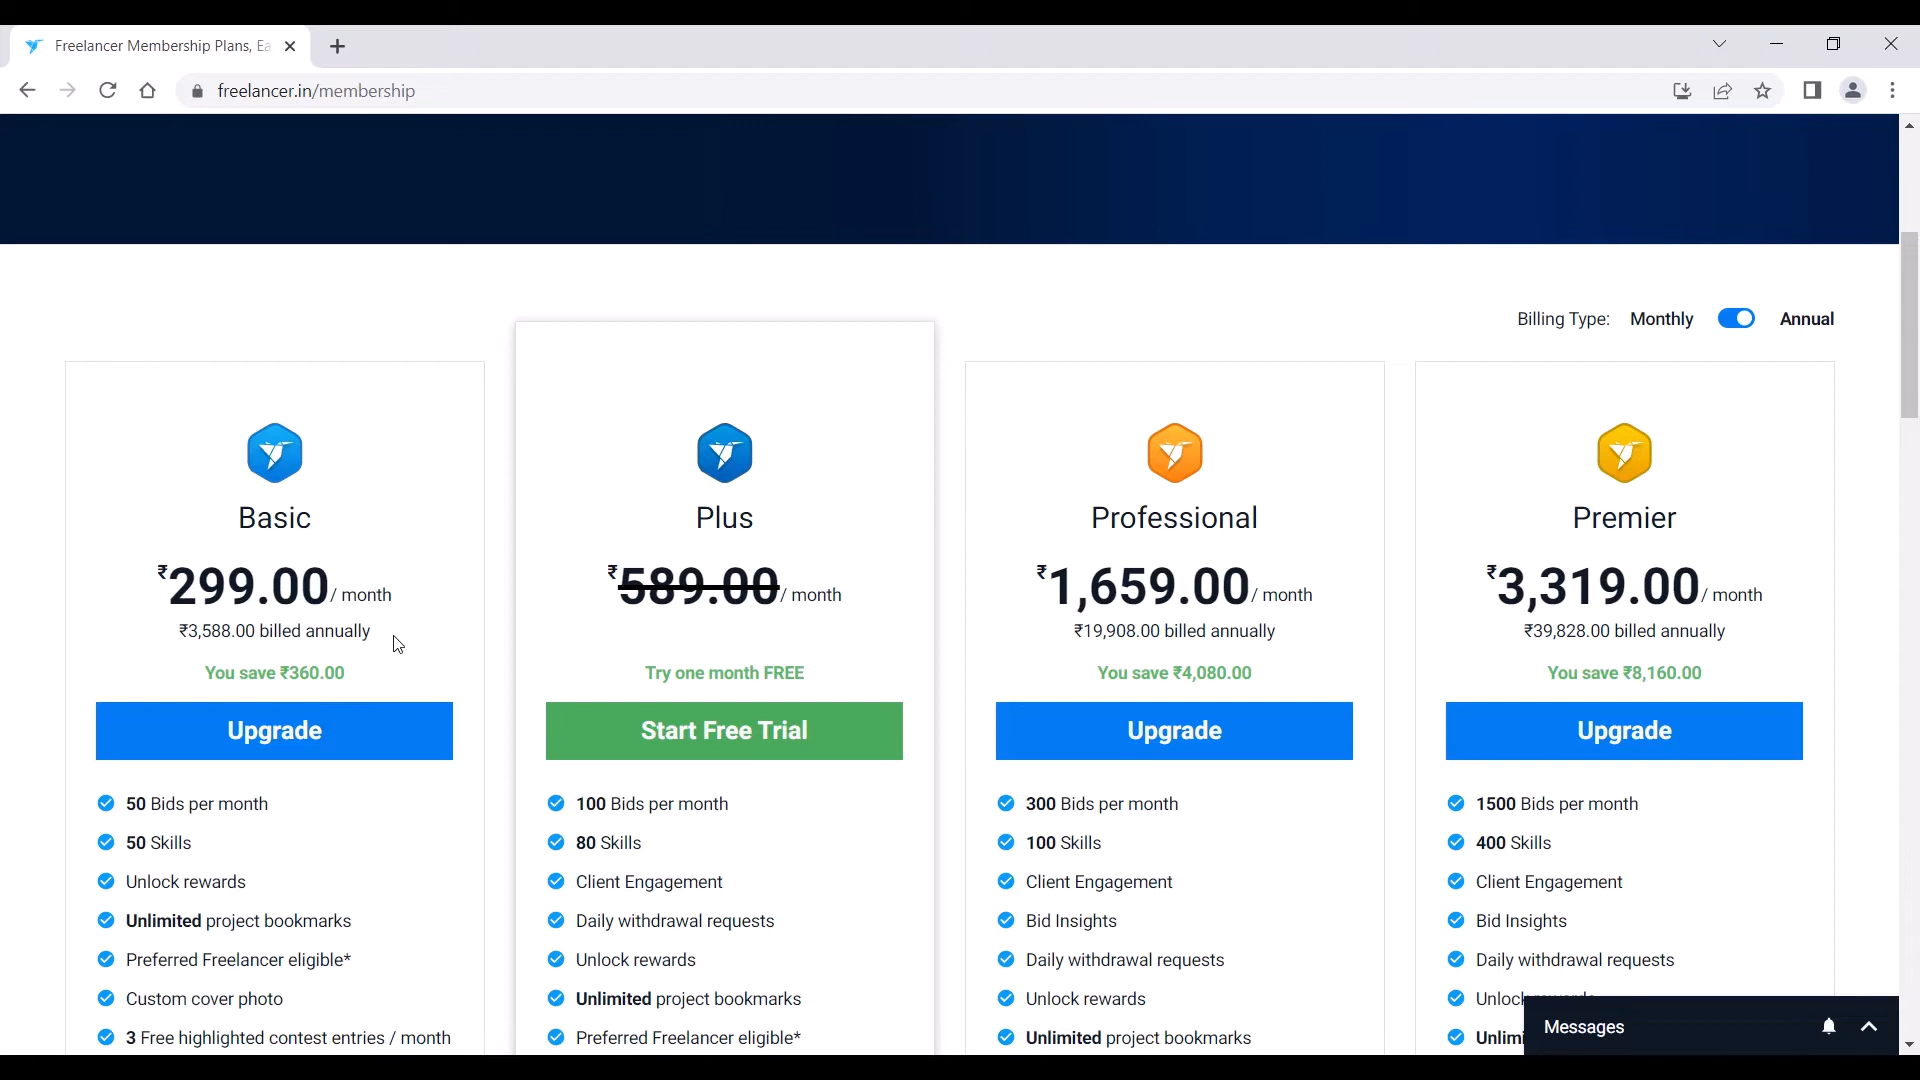 Freelancer Membership Plans, Ea
freelancer.in/membership
Billing Type: Monthly Annual
Basic
₹299.00/ month
₹3,588.00 billed annually
You save ₹360.00
Upgrade
50 Bids per month
50 Skills
Unlock rewards
Unlimited project bookmarks
Preferred Freelancer eligible*
Custom cover photo
3 Free highlighted contest entries / month
Plus
₹589.00/ month
Try one month FREE
Start Free Trial
100 Bids per month
80 Skills
Client Engagement
Daily withdrawal requests
Unlock rewards
Unlimited project bookmarks
Preferred Freelancer eligible*
Professional
₹1,659.00/ month
₹19,908.00 billed annually
You save ₹4,080.00
Upgrade
300 Bids per month
100 Skills
Client Engagement
Bid Insights
Daily withdrawal requests
Unlock rewards
Unlimited project bookmarks
Premier
₹3,319.00/ month
₹39,828.00 billed annually
You save ₹8,160.00
Upgrade
1500 Bids per month
400 Skills
Client Engagement
Bid Insights
Daily withdrawal requests
Messages